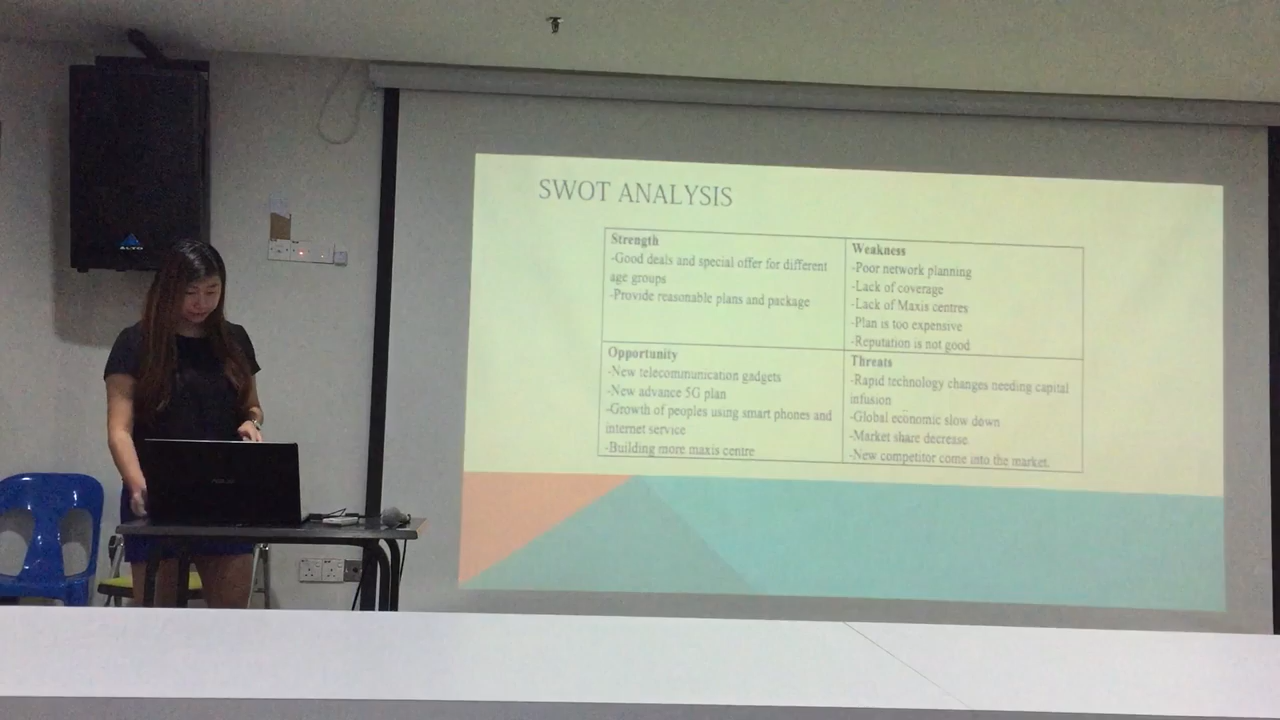 SWOT ANALYSIS
Strength
-Good deals and special offer for different
age groups
-Provide reasonable plans and package
Weakness
-Poor network planning
-Lack of coverage
-Lack of Maxis centres
-Plan is too expensive
-Reputation is not good
Opportunity
-New telecommunication gadgets
-New advance 5G plan
-Growth of peoples using smart phones and
internet service
-Building more maxis centre
Threats
-Rapid technology changes needing capital
infusion
-Global economic slow down
-Market share decrease
-New competitor come into the market.
ALTO
ASUS